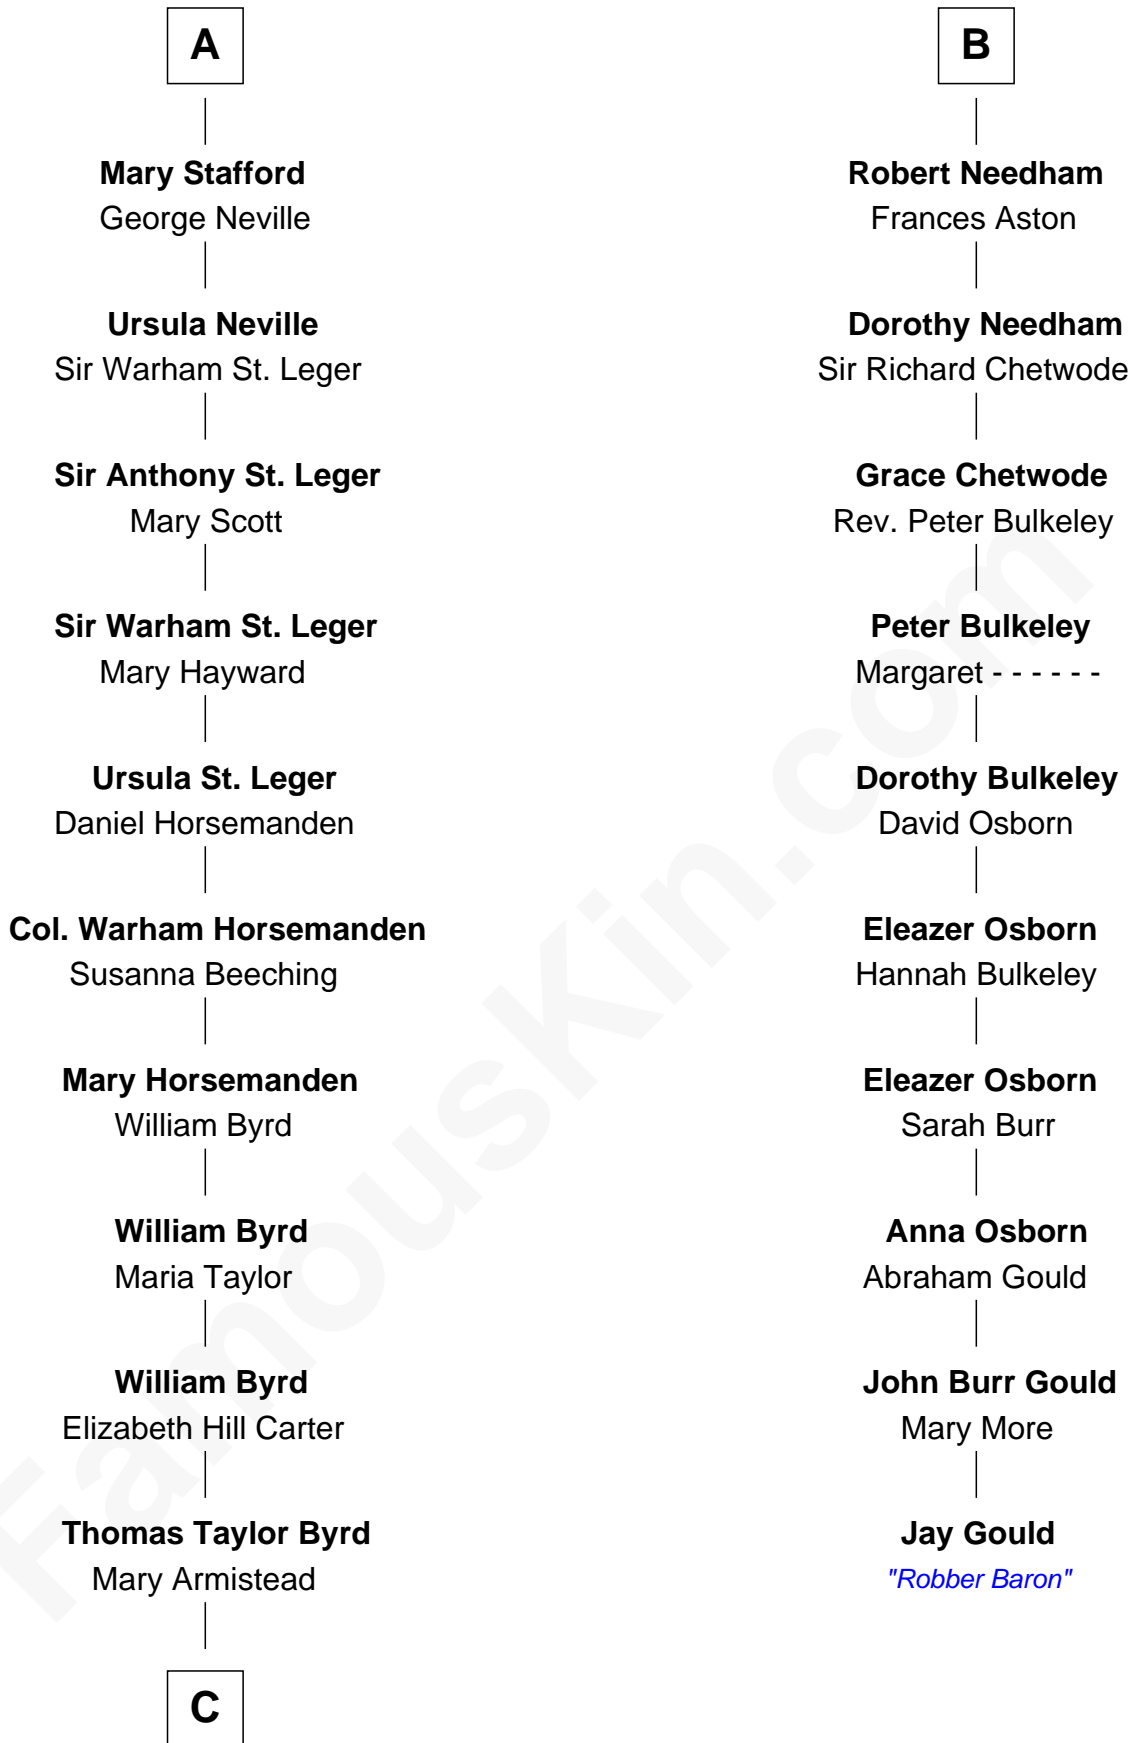 A
Mary Stafford
George Neville
Ursula Neville
Sir Warham St. Leger
Sir Anthony St. Leger
Mary Scott
Sir Warham St. Leger
Mary Hayward
Ursula St. Leger
Daniel Horsemanden
Col. Warham Horsemanden
Susanna Beeching
Mary Horsemanden
William Byrd
William Byrd
Maria Taylor
William Byrd
Elizabeth Hill Carter
Thomas Taylor Byrd
Mary Armistead
C
B
Robert Needham
Frances Aston
Dorothy Needham
Sir Richard Chetwode
Grace Chetwode
Rev. Peter Bulkeley
Peter Bulkeley
Margaret - - - - - -
Dorothy Bulkeley
David Osborn
Eleazer Osborn
Hannah Bulkeley
Eleazer Osborn
Sarah Burr
Anna Osborn
Abraham Gould
John Burr Gould
Mary More
Jay Gould
"Robber Baron"
FamousKin.com